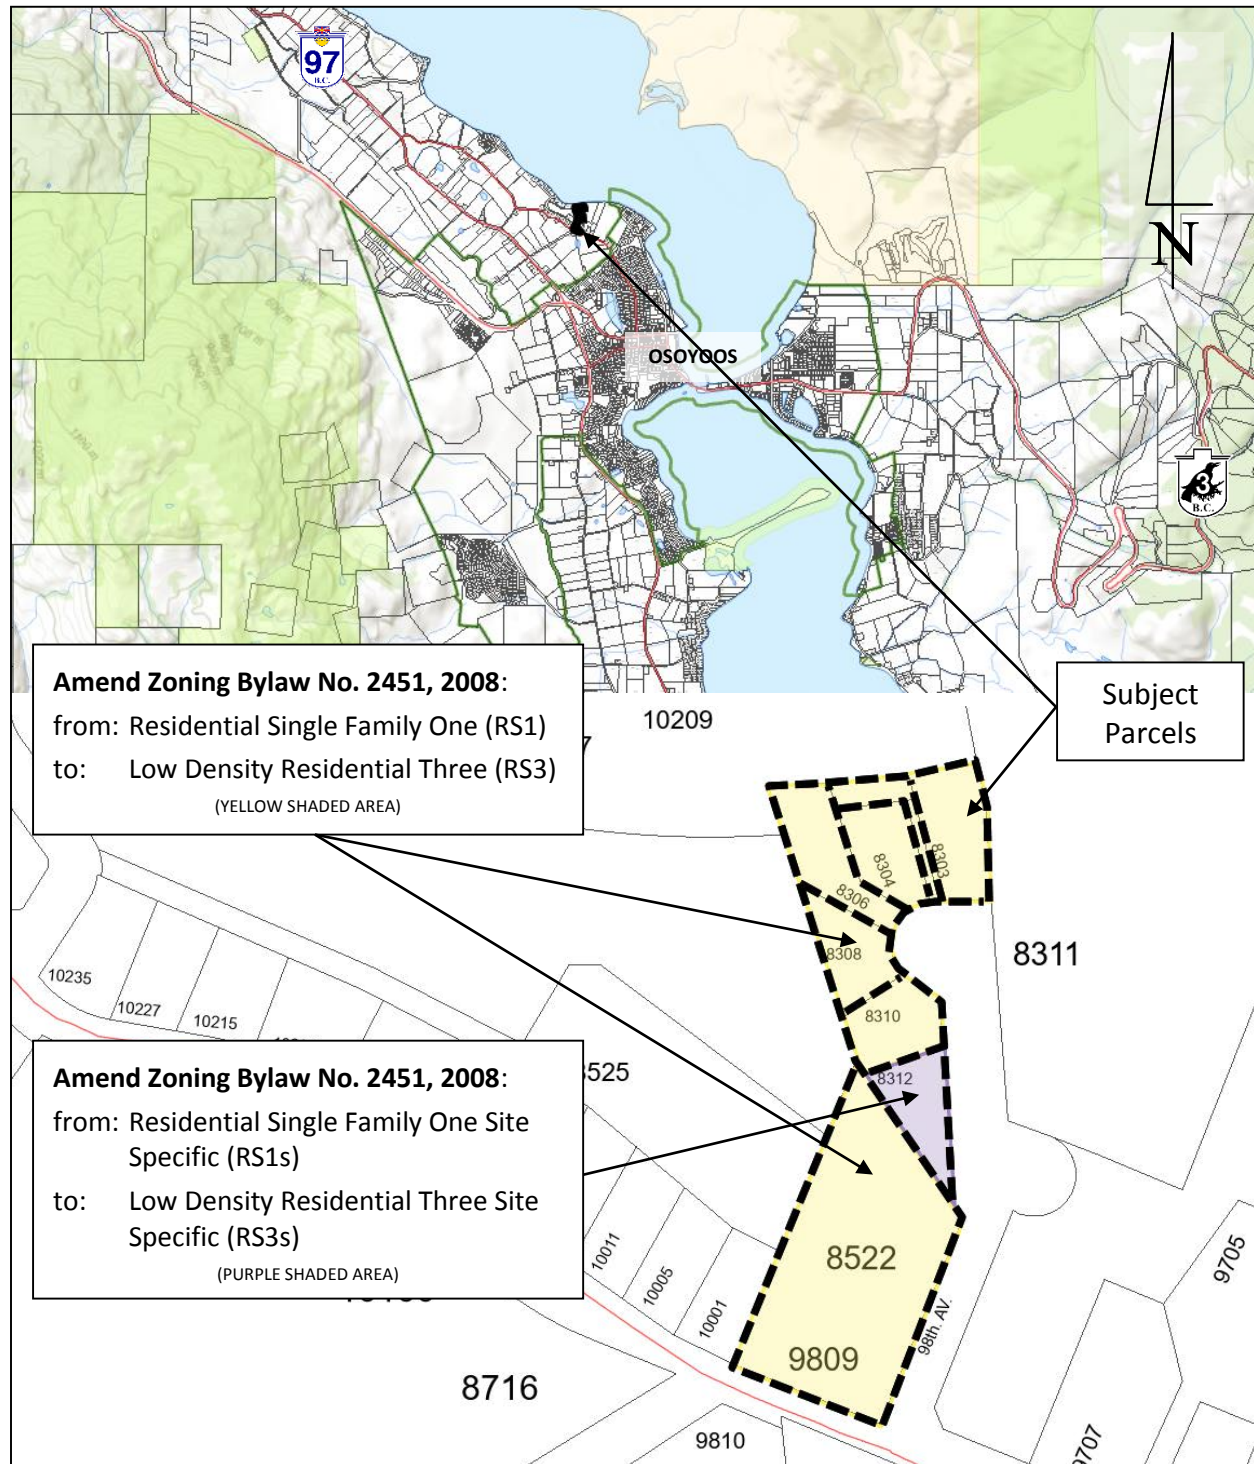 97
B.C.
N
OSOYOOS
3
B.C.
Amend Zoning Bylaw No. 2451, 2008:
from: Residential Single Family One (RS1)
to: Low Density Residential Three (RS3)
(YELLOW SHADED AREA)
Subject
Parcels
10209
7
8304
8303
8306
8308
8310
8311
8312
10235
10227
10215
Amend Zoning Bylaw No. 2451, 2008:
from: Residential Single Family One Site
Specific (RS1s)
to: Low Density Residential Three Site
Specific (RS3s)
(PURPLE SHADED AREA)
8525
10011
10005
10001
8522
9809
98th. AV.
9705
8716
9810
9707